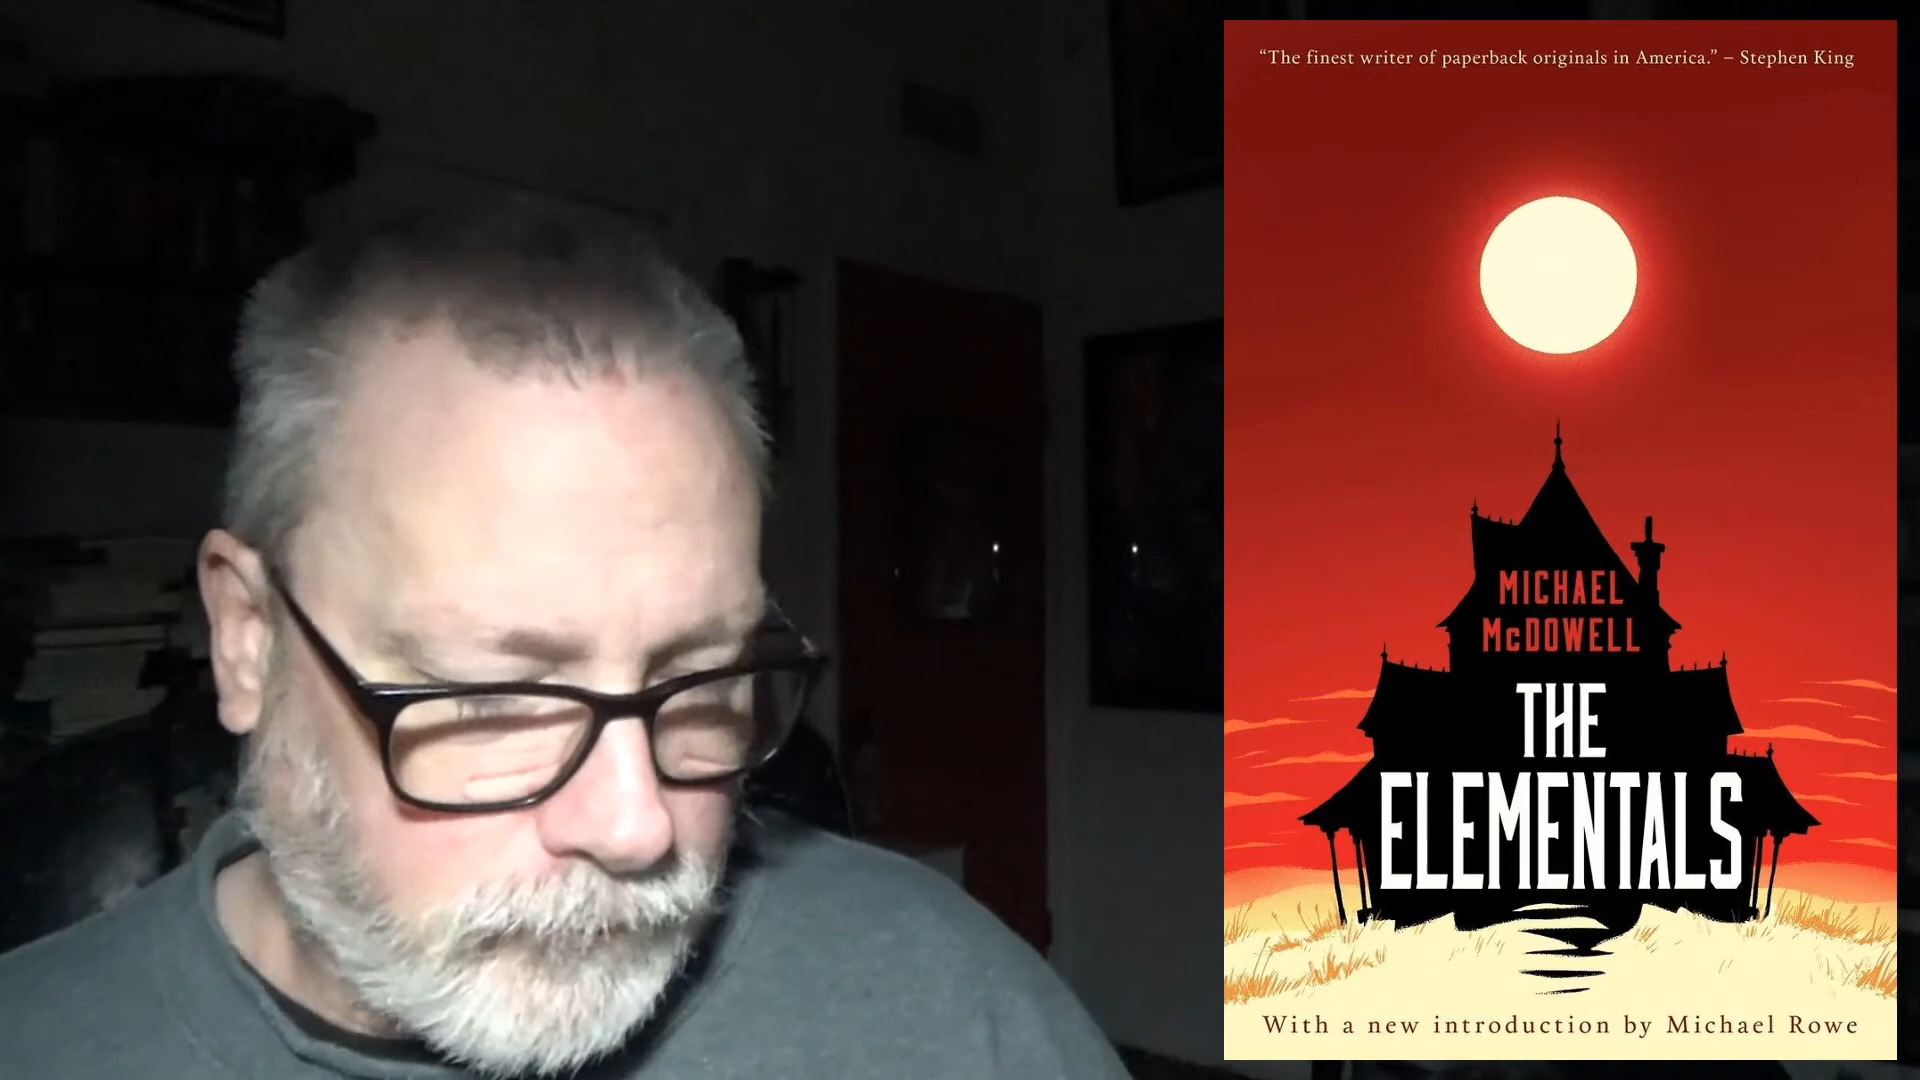 “The finest writer of paperback originals in America.” – Stephen King
MICHAEL
McDOWELL
THE
ELEMENTALS
With a new introduction by Michael Rowe